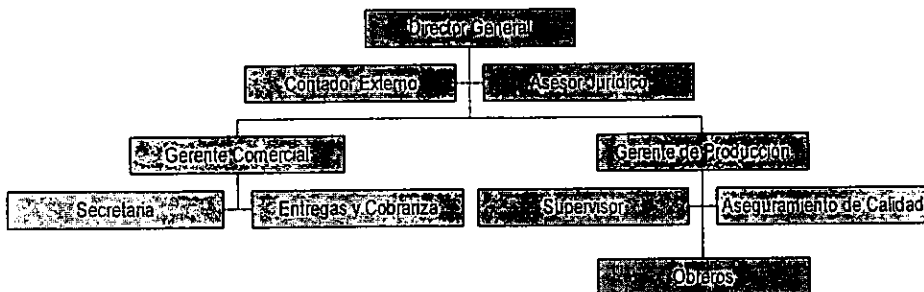 Director General
Contador Externo
Asesor Jurídico
Gerente Comercial
Gerente de Producción
Secretaria
Entregas y Cobranza
Supervisor
Aseguramiento de Calidad
Obreros